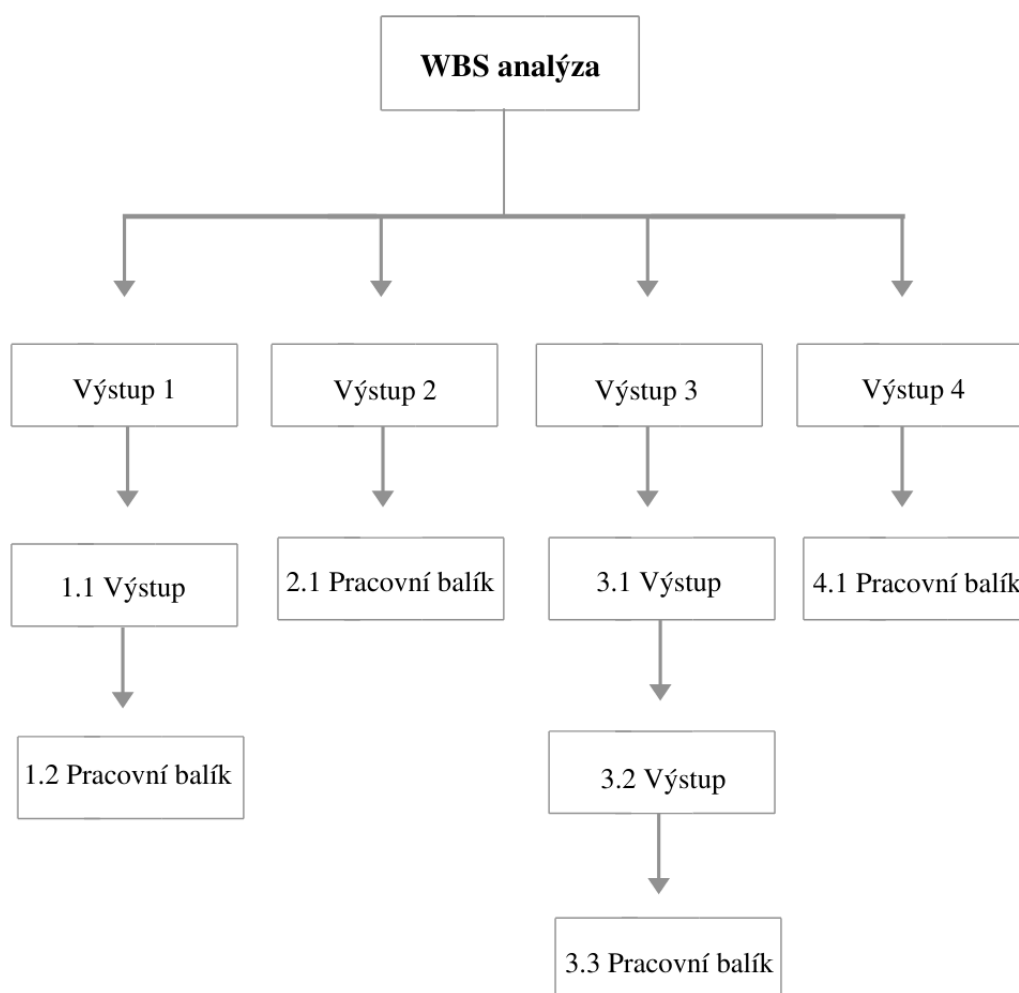 WBS analýza
Výstup 1
Výstup 2
Výstup 3
Výstup 4
1.1 Výstup
2.1 Pracovní balík
3.1 Výstup
4.1 Pracovní balík
1.2 Pracovní balík
3.2 Výstup
3.3 Pracovní balík